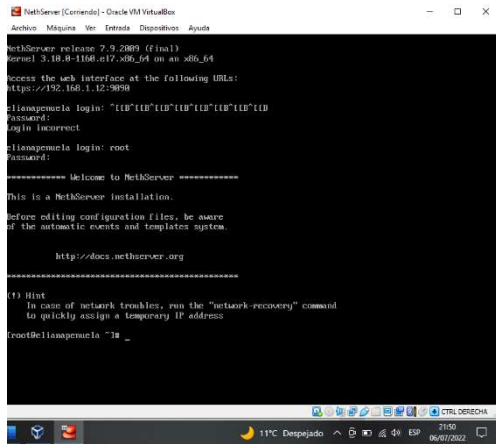 NethServer [Corriendo] - Oracle VM VirtualBox
Archivo Máquina Ver Entrada Dispositivos Ayuda
NethServer release 7.9.2009 (final)
Kernel 3.10.0-1160.el7.x86_64 on an x86_64
Access the web interface at the following URLs:
https://192.168.1.12:9090
elianapenuela login: ^[[B^[[B^[[B^[[B^[[B^[[B^[[B^[[B
Password:
Login incorrect
elianapenuela login: root
Password:
************ Welcome to NethServer ************
This is a NethServer installation.
Before editing configuration files, be aware
of the automatic events and templates system.
http://docs.nethserver.org
***********************************************
(!) Hint
In case of network troubles, run the "network-recovery" command
to quickly assign a temporary IP address
[root@elianapenuela ~]# _
CTRL DERECHA
11°C Despejado ESP 21:50
06/07/2022